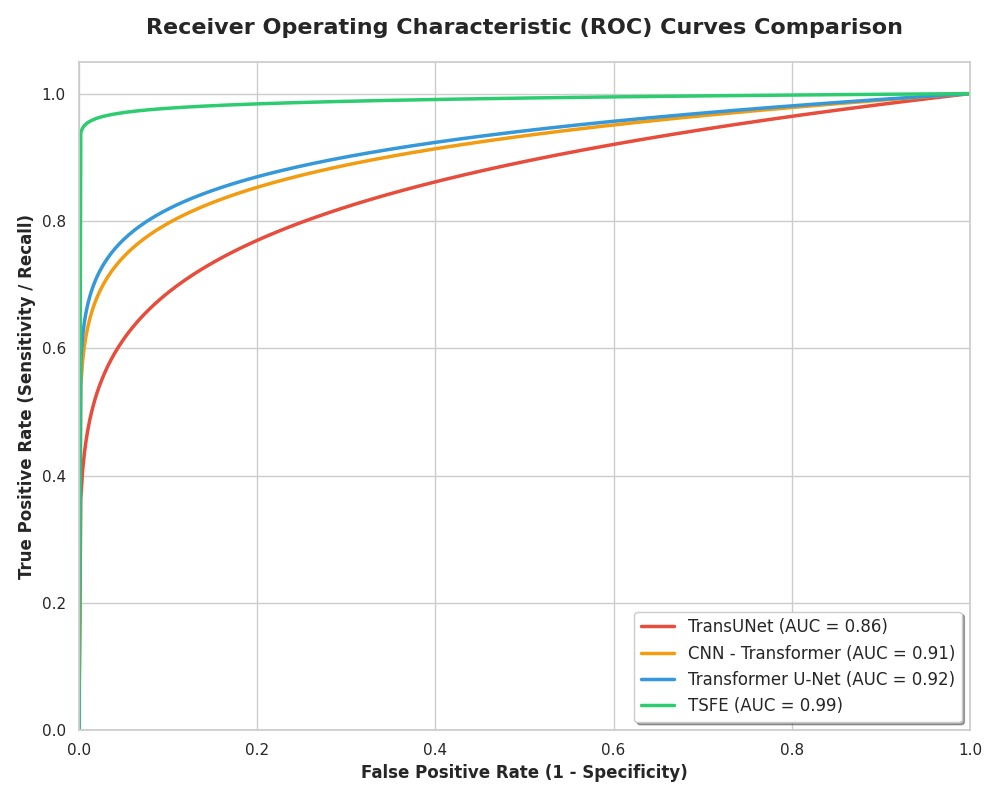 Receiver Operating Characteristic (ROC) Curves Comparison
True Positive Rate (Sensitivity / Recall)
1.0
0.8
0.6
0.4
0.2
0.0
TransUNet (AUC = 0.86)
CNN - Transformer (AUC = 0.91)
Transformer U-Net (AUC = 0.92)
TSFE (AUC = 0.99)
0.0 0.2 0.4 0.6 0.8 1.0
False Positive Rate (1 - Specificity)